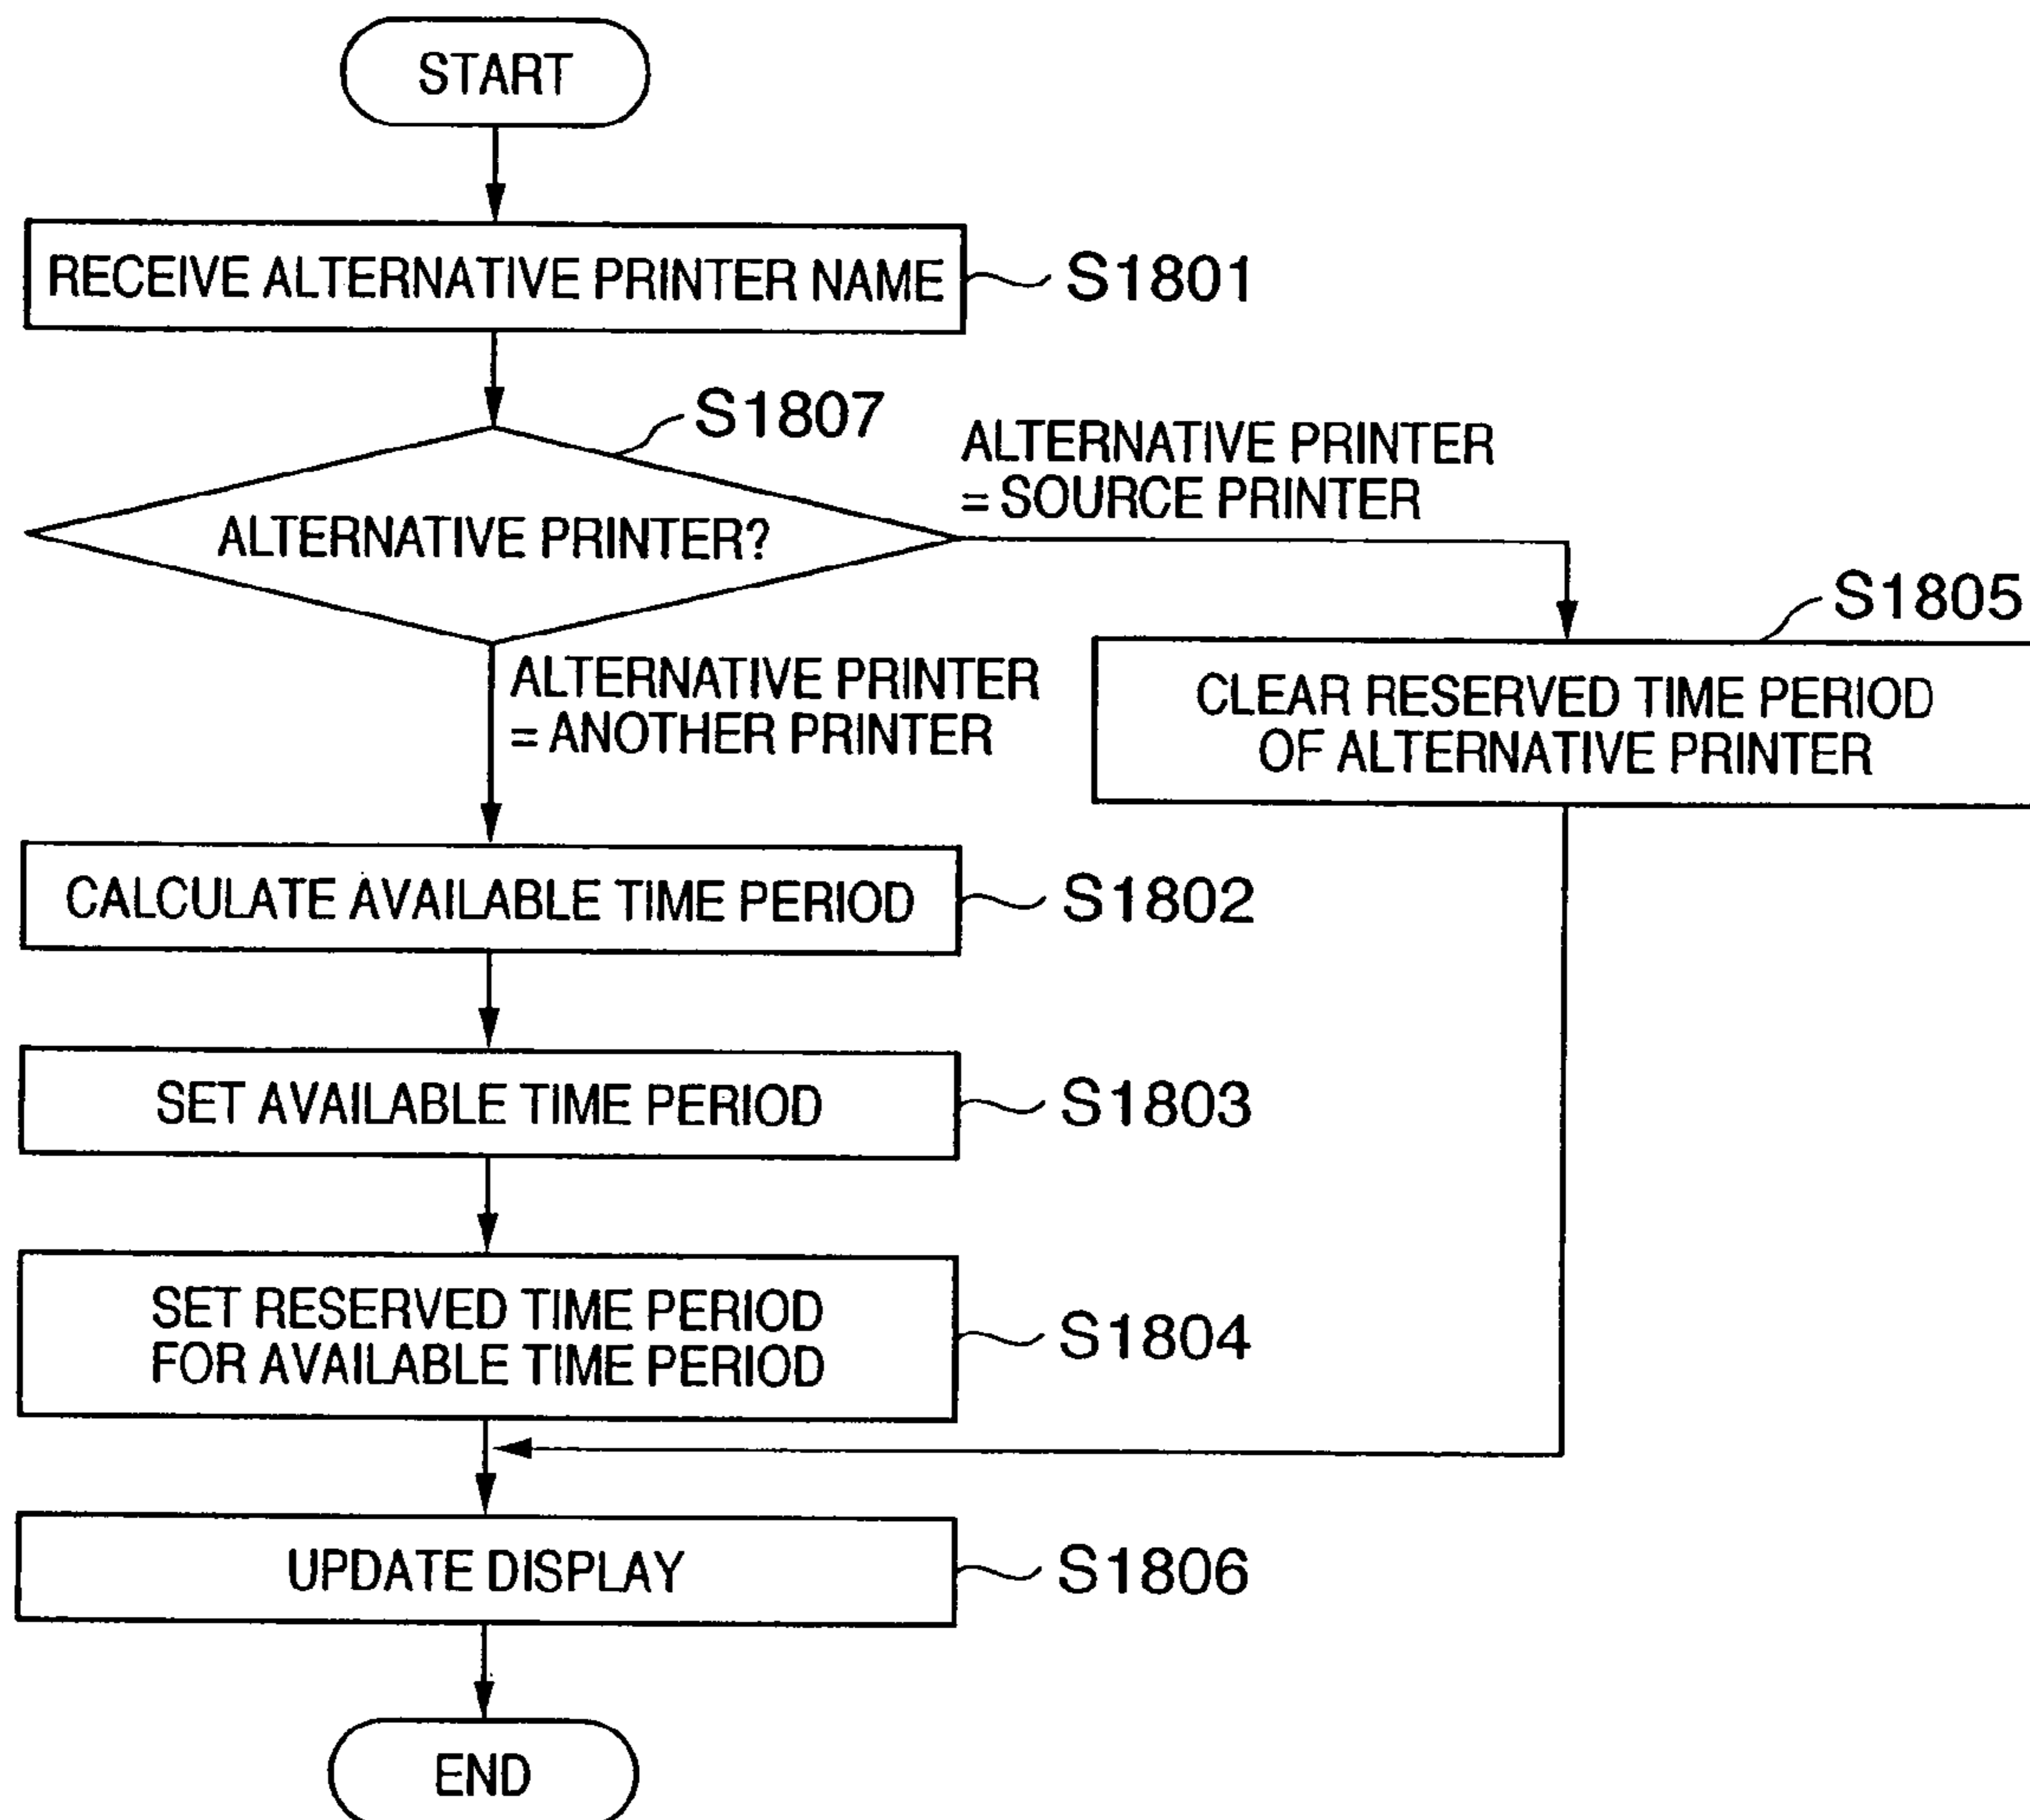 START
RECEIVE ALTERNATIVE PRINTER NAME
S1801
S1807
ALTERNATIVE PRINTER?
ALTERNATIVE PRINTER
= SOURCE PRINTER
S1805
CLEAR RESERVED TIME PERIOD
OF ALTERNATIVE PRINTER
ALTERNATIVE PRINTER
= ANOTHER PRINTER
CALCULATE AVAILABLE TIME PERIOD
S1802
SET AVAILABLE TIME PERIOD
S1803
SET RESERVED TIME PERIOD
FOR AVAILABLE TIME PERIOD
S1804
UPDATE DISPLAY
S1806
END